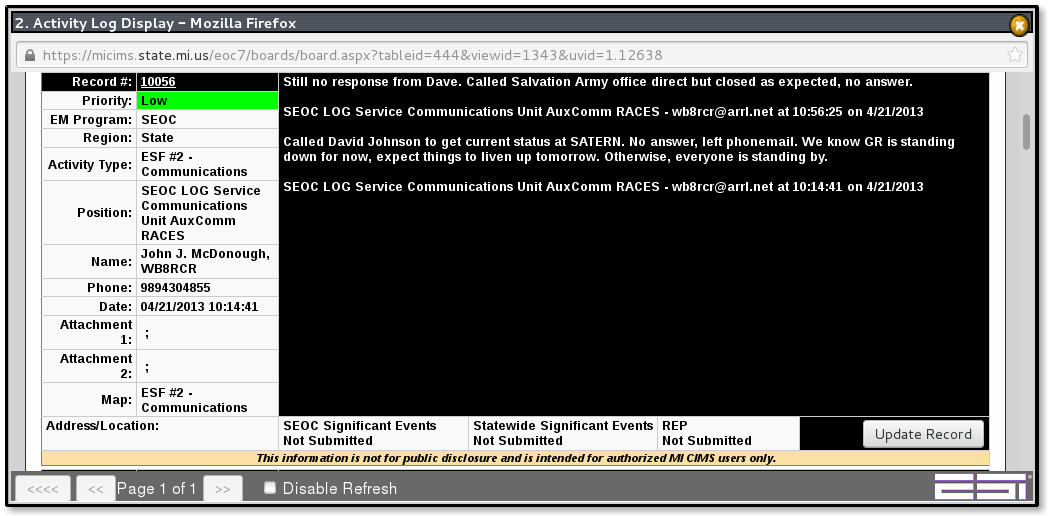 2. Activity Log Display - Mozilla Firefox
https://micims.state.mi.us/eoc7/boards/board.aspx?tableid=444&viewid=1343&uvid=1.12638
Record #: 10056
Priority: Low
EM Program: SEOC
Region: State
Activity Type: ESF #2 -
Communications
Position: SEOC LOG Service
Communications
Unit AuxComm
RACES
Name: John J. McDonough,
WB8RCR
Phone: 9894304855
Date: 04/21/2013 10:14:41
Attachment
1: ;
Attachment
2: ;
Map: ESF #2 -
Communications
Still no response from Dave. Called Salvation Army office direct but closed as expected, no answer.
SEOC LOG Service Communications Unit AuxComm RACES - wb8rcr@arrl.net at 10:56:25 on 4/21/2013
Called David Johnson to get current status at SATERN. No answer, left phonemail. We know GR is standing
down for now, expect things to liven up tomorrow. Otherwise, everyone is standing by.
SEOC LOG Service Communications Unit AuxComm RACES - wb8rcr@arrl.net at 10:14:41 on 4/21/2013
Address/Location:
SEOC Significant Events
Not Submitted
Statewide Significant Events
Not Submitted
REP
Not Submitted
Update Record
This information is not for public disclosure and is intended for authorized MI CIMS users only.
<<<< << Page 1 of 1 >> Disable Refresh
esi